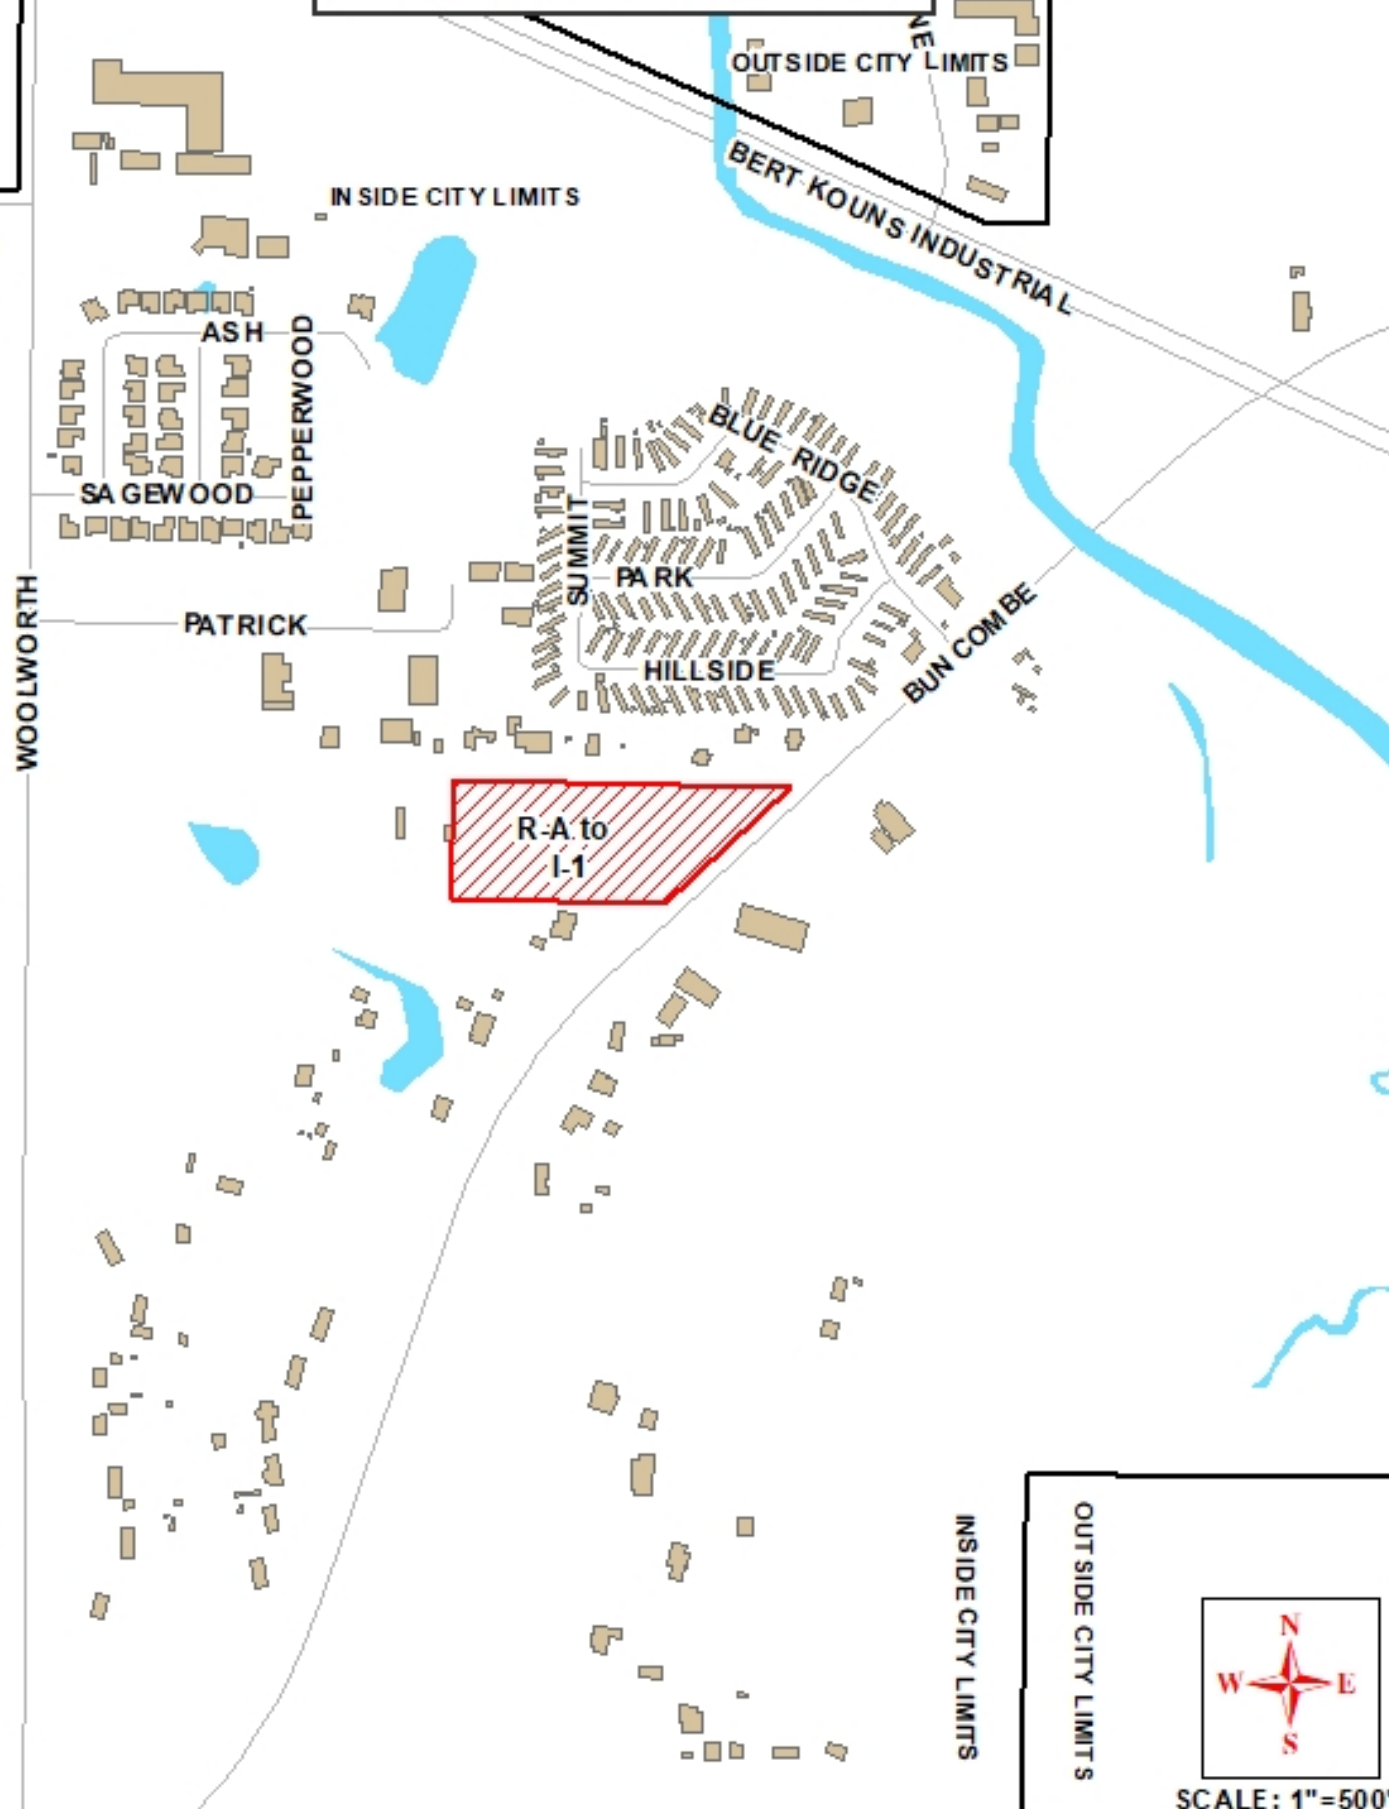 NE
OUTSIDE CITY LIMITS
BERT KOUNS INDUSTRIAL
INSIDE CITY LIMITS
ASH
PEPPERWOOD
BLUE RIDGE
SAGEWOOD
SUMMIT
PARK
PATRICK
BUNCOMBE
WOOLWORTH
HILLSIDE
R-A to
I-1
INSIDE CITY LIMITS
OUTSIDE CITY LIMITS
N
W E
S
SCALE: 1"=500'